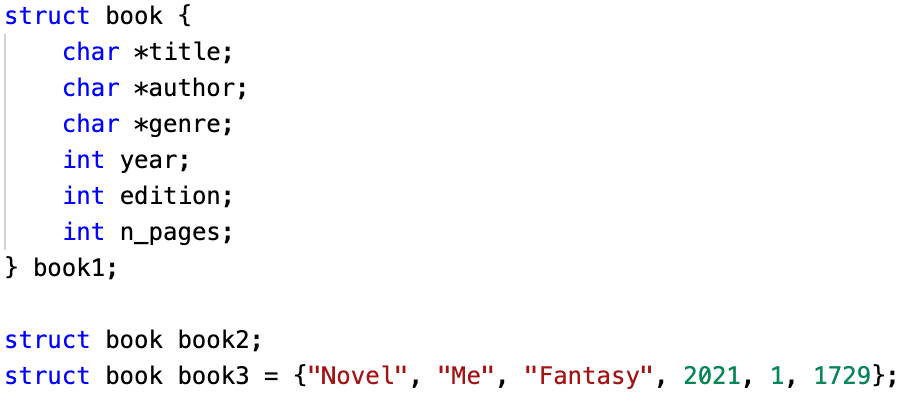 struct book {
    char *title;
    char *author;
    char *genre;
    int year;
    int edition;
    int n_pages;
} book1;

struct book book2;
struct book book3 = {"Novel", "Me", "Fantasy", 2021, 1, 1729};